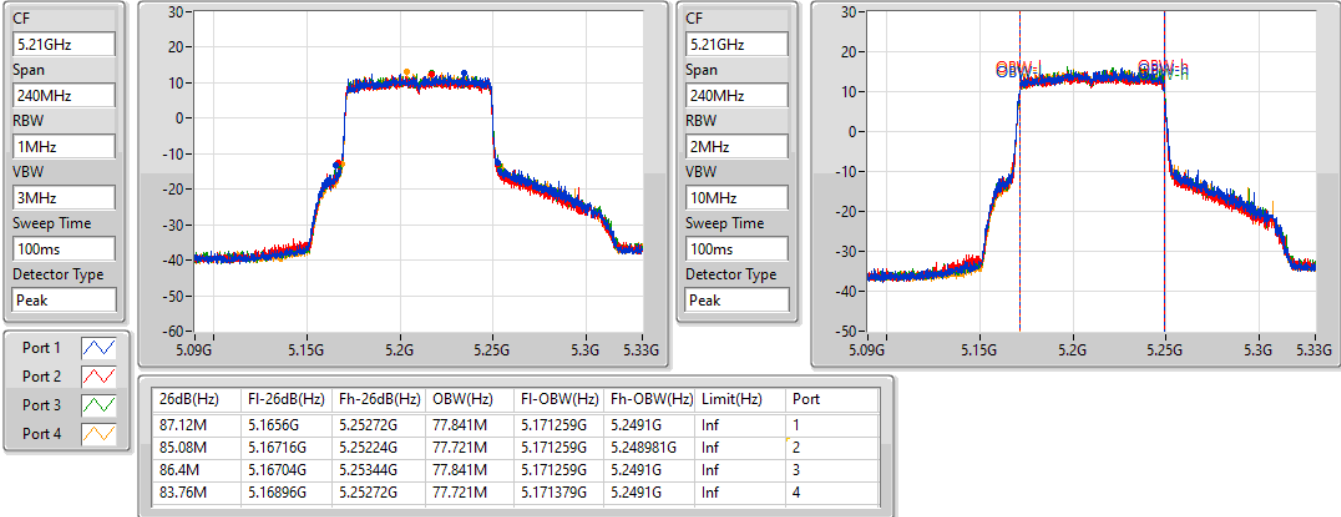 CF
5.21GHz
Span
240MHz
RBW
1MHz
VBW
3MHz
Sweep Time
100ms
Detector Type
Peak
30
20
10
0
-10
-20
-30
-40
-50
-60
5.09G 5.15G 5.2G 5.25G 5.3G 5.33G
CF
5.21GHz
Span
240MHz
RBW
2MHz
VBW
10MHz
Sweep Time
100ms
Detector Type
Peak
30
20
10
0
-10
-20
-30
-40
-50
OBW-l OBW-h
5.09G 5.15G 5.2G 5.25G 5.3G 5.33G
Port 1
Port 2
Port 3
Port 4
26dB(Hz) Fl-26dB(Hz) Fh-26dB(Hz) OBW(Hz) Fl-OBW(Hz) Fh-OBW(Hz) Limit(Hz) Port
87.12M 5.1656G 5.25272G 77.841M 5.171259G 5.2491G Inf 1
85.08M 5.16716G 5.25224G 77.721M 5.171259G 5.248981G Inf 2
86.4M 5.16704G 5.25344G 77.841M 5.171259G 5.2491G Inf 3
83.76M 5.16896G 5.25272G 77.721M 5.171379G 5.2491G Inf 4